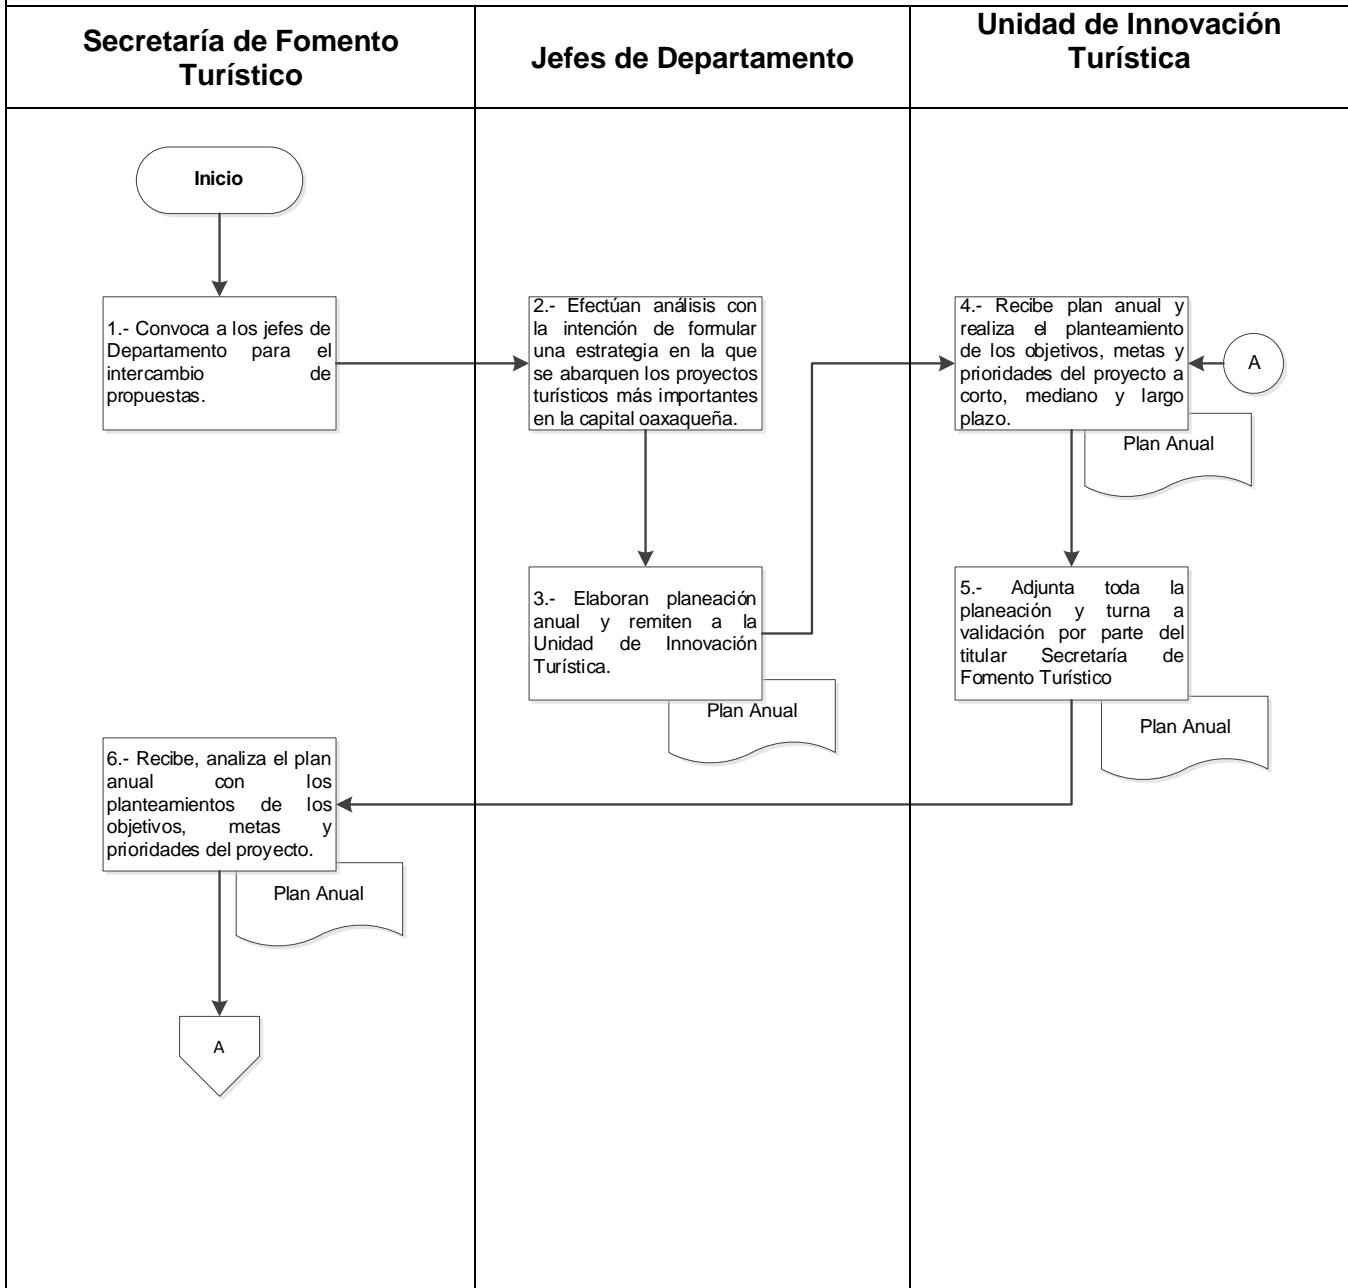 Secretaría de Fomento
Turístico
Jefes de Departamento
Unidad de Innovación
Turística
Inicio
1.- Convoca a los jefes de
Departamento para el
intercambio de
propuestas.
2.- Efectúan análisis con
la intención de formular
una estrategia en la que
se abarquen los proyectos
turísticos más importantes
en la capital oaxaqueña.
4.- Recibe plan anual y
realiza el planteamiento
de los objetivos, metas y
prioridades del proyecto a
corto, mediano y largo
plazo.
A
Plan Anual
3.- Elaboran planeación
anual y remiten a la
Unidad de Innovación
Turística.
Plan Anual
5.- Adjunta toda la
planeación y turna a
validación por parte del
titular Secretaría de
Fomento Turístico
Plan Anual
6.- Recibe, analiza el plan
anual con los
planteamientos de los
objetivos, metas y
prioridades del proyecto.
Plan Anual
A